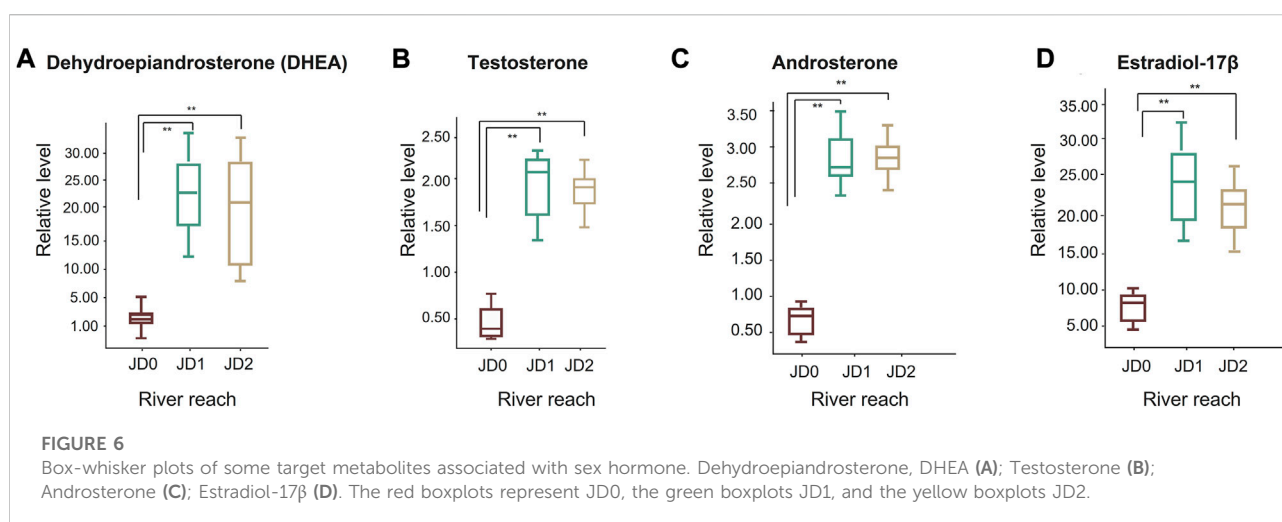 A Dehydroepiandrosterone (DHEA)
**
**
Relative level
30.00
25.00
20.00
15.00
10.00
5.00
1.00
JD0 JD1 JD2
River reach
B Testosterone
**
**
Relative level
2.50
2.00
1.00
0.50
JD0 JD1 JD2
River reach
C Androsterone
**
**
Relative level
3.50
3.00
2.50
2.00
1.50
1.00
0.50
JD0 JD1 JD2
River reach
D Estradiol-17β
**
**
Relative level
35.00
30.00
25.00
20.00
15.00
10.00
5.00
JD0 JD1 JD2
River reach
FIGURE 6
Box-whisker plots of some target metabolites associated with sex hormone. Dehydroepiandrosterone, DHEA (A); Testosterone (B);
Androsterone (C); Estradiol-17β (D). The red boxplots represent JD0, the green boxplots JD1, and the yellow boxplots JD2.